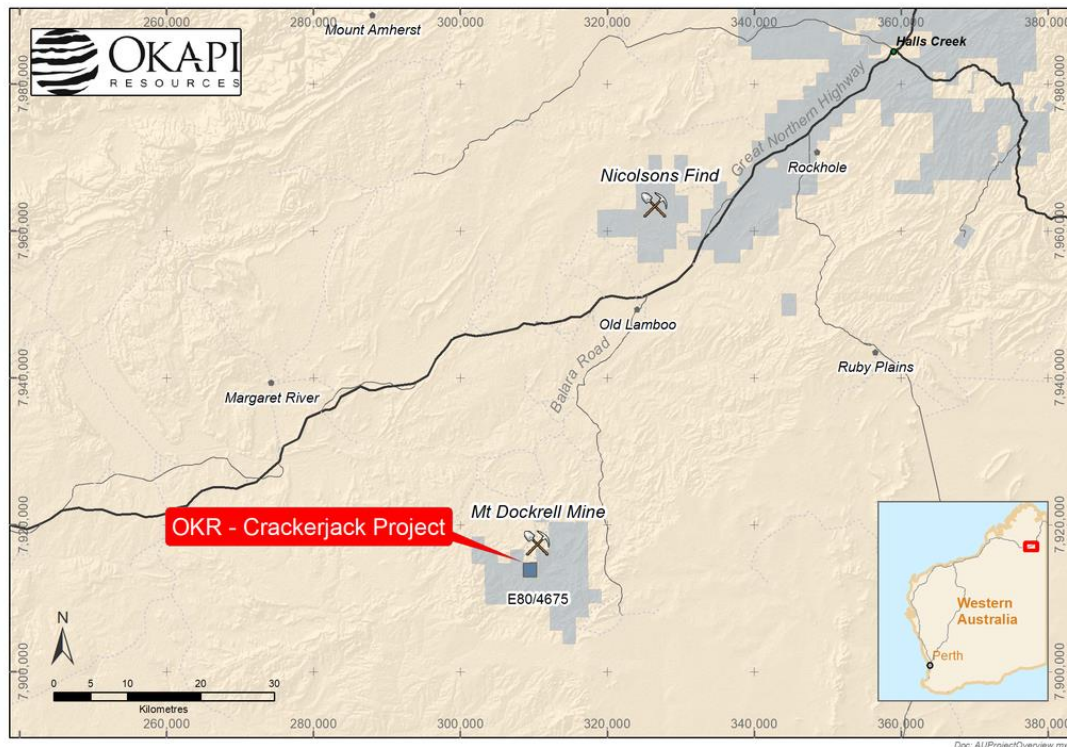 260,000
280,000
300,000
320,000
340,000
360,000
380,000
OKAPI
RESOURCES
Mount Amherst
Halls Creek
7,980,000
7,980,000
Great Northern Highway
Rockhole
Nicolsons Find
7,960,000
7,960,000
Old Lamboo
Balara Road
Ruby Plains
7,940,000
7,940,000
Margaret River
Mt Dockrell Mine
OKR - Crackerjack Project
7,920,000
7,920,000
E80/4675
Western
Australia
Perth
N
0 5 10 20 30
Kilometres
7,900,000
7,900,000
260,000
280,000
300,000
320,000
340,000
360,000
380,000
Doc: AUProjectOverview.mxd